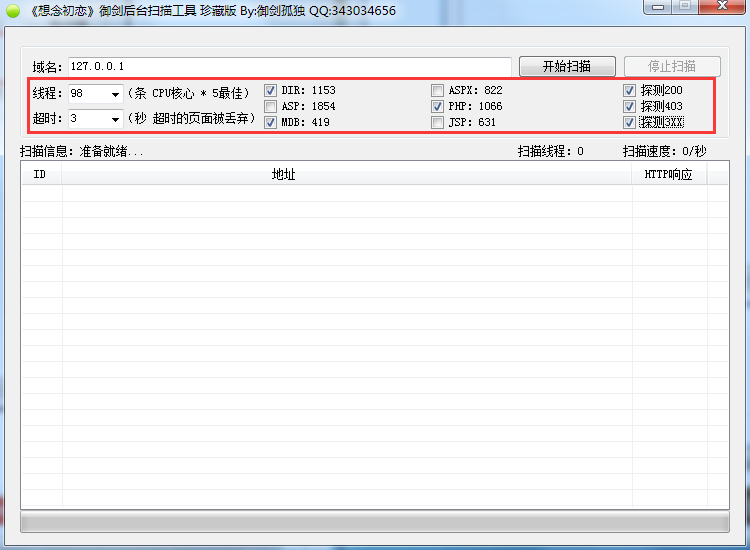 《想念初恋》御剑后台扫描工具 珍藏版 By:御剑孤独 QQ:343034656
域名: 127.0.0.1 开始扫描 停止扫描
线程: 98 (条 CPU核心 * 5最佳) DIR: 1153 ASPX: 822 探测200
ASP: 1854 PHP: 1066 探测403
超时: 3 (秒 超时的页面被丢弃) MDB: 419 JSP: 631 探测3XX
扫描信息: 准备就绪... 扫描线程: 0 扫描速度: 0/秒
ID 地址 HTTP响应